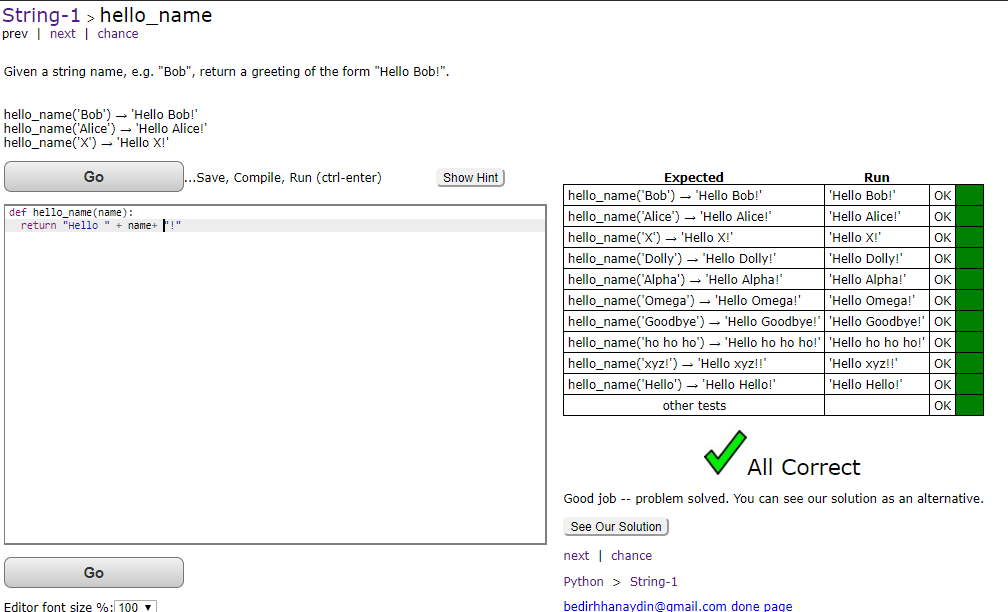 String-1 > hello_name
prev | next | chance
Given a string name, e.g. "Bob", return a greeting of the form "Hello Bob!".
hello_name('Bob') → 'Hello Bob!'
hello_name('Alice') → 'Hello Alice!'
hello_name('X') → 'Hello X!'
Go ...Save, Compile, Run (ctrl-enter) Show Hint
def hello_name(name):
  return "Hello " + name+ "!"
Go
Editor font size %: 100 ▼
Expected Run
hello_name('Bob') → 'Hello Bob!' 'Hello Bob!' OK
hello_name('Alice') → 'Hello Alice!' 'Hello Alice!' OK
hello_name('X') → 'Hello X!' 'Hello X!' OK
hello_name('Dolly') → 'Hello Dolly!' 'Hello Dolly!' OK
hello_name('Alpha') → 'Hello Alpha!' 'Hello Alpha!' OK
hello_name('Omega') → 'Hello Omega!' 'Hello Omega!' OK
hello_name('Goodbye') → 'Hello Goodbye!' 'Hello Goodbye!' OK
hello_name('ho ho ho') → 'Hello ho ho ho!' 'Hello ho ho ho!' OK
hello_name('xyz!') → 'Hello xyz!!' 'Hello xyz!!' OK
hello_name('Hello') → 'Hello Hello!' 'Hello Hello!' OK
other tests OK
All Correct
Good job -- problem solved. You can see our solution as an alternative.
See Our Solution
next | chance
Python > String-1
bedirhhanaydin@gmail.com done page